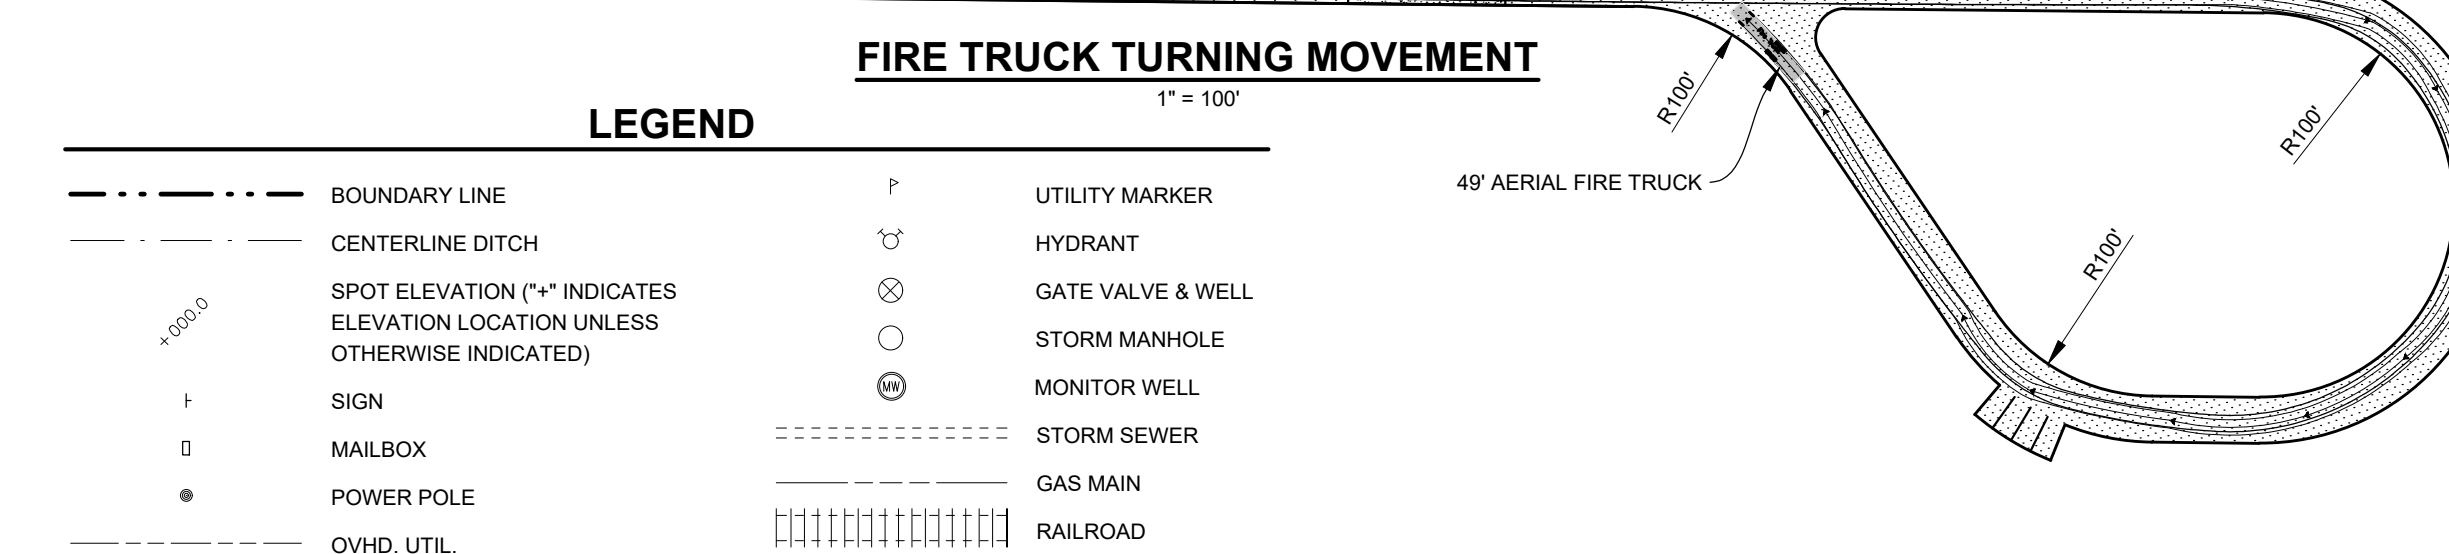 FIRE TRUCK TURNING MOVEMENT
1" = 100'
R100'
R100'
49' AERIAL FIRE TRUCK
R100'
LEGEND
BOUNDARY LINE
CENTERLINE DITCH
+000.0
SPOT ELEVATION ("+" INDICATES
ELEVATION LOCATION UNLESS
OTHERWISE INDICATED)
SIGN
MAILBOX
POWER POLE
OVHD. UTIL.
UTILITY MARKER
HYDRANT
GATE VALVE & WELL
STORM MANHOLE
MW
MONITOR WELL
STORM SEWER
GAS MAIN
RAILROAD